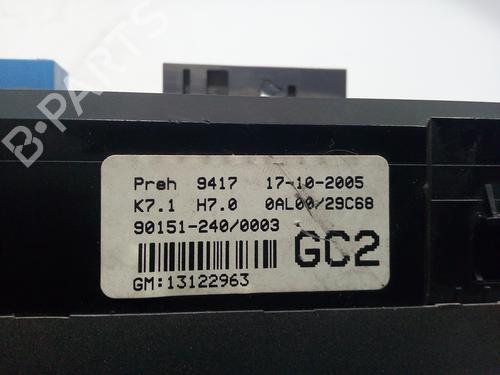 B-PARTS
Preh 9417 17-10-2005
K7.1 H7.0 0AL00/29C68
90151-240/0003
GC2
GM:13122963